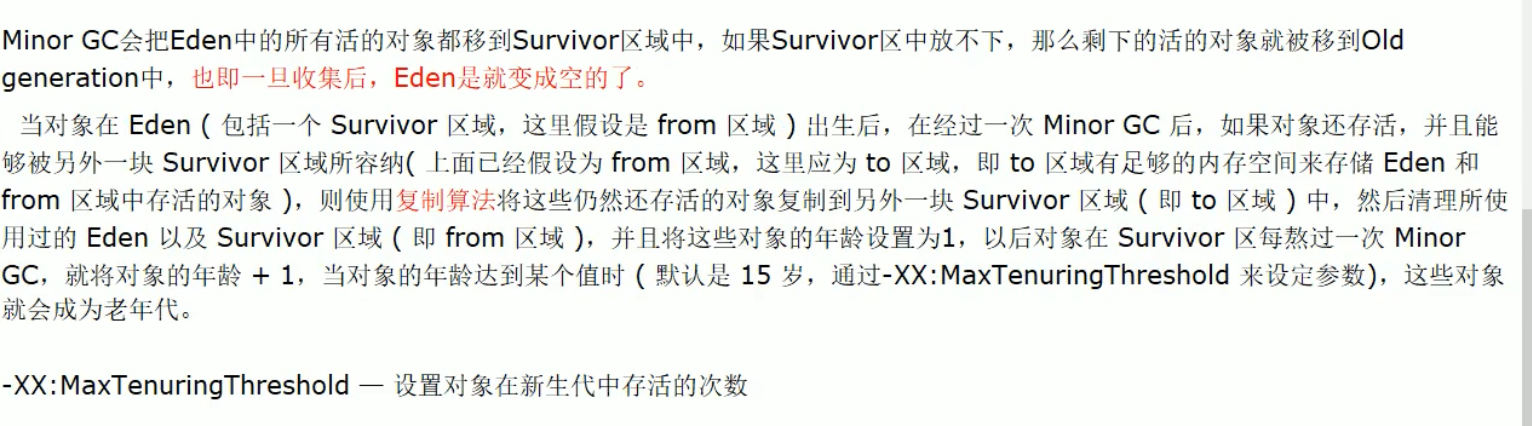 Minor GC会把Eden中的所有活的对象都移到Survivor区域中，如果Survivor区中放不下，那么剩下的活的对象就被移到Old
generation中，也即一旦收集后，Eden是就变成空的了。
当对象在 Eden ( 包括一个 Survivor 区域，这里假设是 from 区域 ) 出生后，在经过一次 Minor GC 后，如果对象还存活，并且能
够被另外一块 Survivor 区域所容纳( 上面已经假设为 from 区域，这里应为 to 区域，即 to 区域有足够的内存空间来存储 Eden 和
from 区域中存活的对象 )，则使用复制算法将这些仍然还存活的对象复制到另外一块 Survivor 区域 ( 即 to 区域 ) 中，然后清理所使
用过的 Eden 以及 Survivor 区域 ( 即 from 区域 )，并且将这些对象的年龄设置为1，以后对象在 Survivor 区每熬过一次 Minor
GC，就将对象的年龄 + 1，当对象的年龄达到某个值时 ( 默认是 15 岁，通过-XX:MaxTenuringThreshold 来设定参数)，这些对象
就会成为老年代。
-XX:MaxTenuringThreshold — 设置对象在新生代中存活的次数